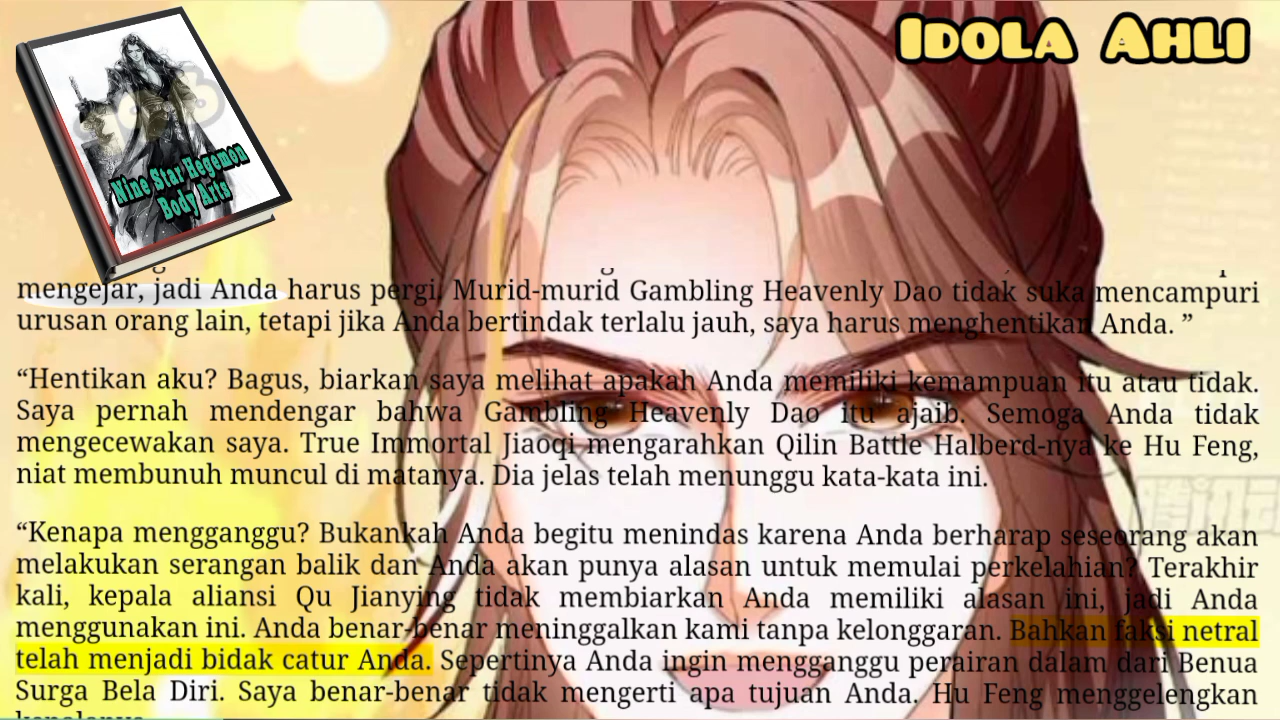 Idola Ahli
Nine Star Hegemon
Body Arts
mengejar, jadi Anda harus pergi. Murid-murid Gambling Heavenly Dao tidak suka mencampuri
urusan orang lain, tetapi jika Anda bertindak terlalu jauh, saya harus menghentikan Anda. ”
“Hentikan aku? Bagus, biarkan saya melihat apakah Anda memiliki kemampuan itu atau tidak.
Saya pernah mendengar bahwa Gambling Heavenly Dao itu ajaib. Semoga Anda tidak
mengecewakan saya. True Immortal Jiaoqi mengarahkan Qilin Battle Halberd-nya ke Hu Feng,
niat membunuh muncul di matanya. Dia jelas telah menunggu kata-kata ini.
“Kenapa mengganggu? Bukankah Anda begitu menindas karena Anda berharap seseorang akan
melakukan serangan balik dan Anda akan punya alasan untuk memulai perkelahian? Terakhir
kali, kepala aliansi Qu Jianying tidak membiarkan Anda memiliki alasan ini, jadi Anda
menggunakan ini. Anda benar-benar meninggalkan kami tanpa kelonggaran. Bahkan faksi netral
telah menjadi bidak catur Anda. Sepertinya Anda ingin mengganggu perairan dalam dari Benua
Surga Bela Diri. Saya benar-benar tidak mengerti apa tujuan Anda. Hu Feng menggelengkan